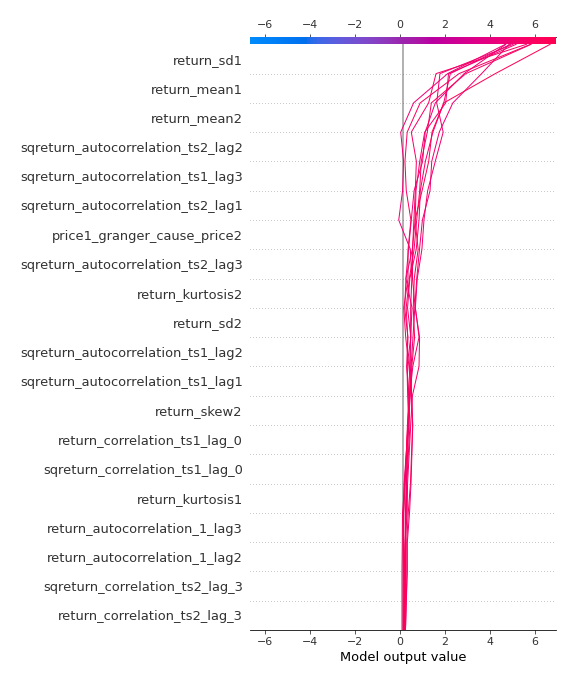 −6 −4 −2 0 2 4 6
return_sd1
return_mean1
return_mean2
sqreturn_autocorrelation_ts2_lag2
sqreturn_autocorrelation_ts1_lag3
sqreturn_autocorrelation_ts2_lag1
price1_granger_cause_price2
sqreturn_autocorrelation_ts2_lag3
return_kurtosis2
return_sd2
sqreturn_autocorrelation_ts1_lag2
sqreturn_autocorrelation_ts1_lag1
return_skew2
return_correlation_ts1_lag_0
sqreturn_correlation_ts1_lag_0
return_kurtosis1
return_autocorrelation_1_lag3
return_autocorrelation_1_lag2
sqreturn_correlation_ts2_lag_3
return_correlation_ts2_lag_3
−6 −4 −2 0 2 4 6
Model output value